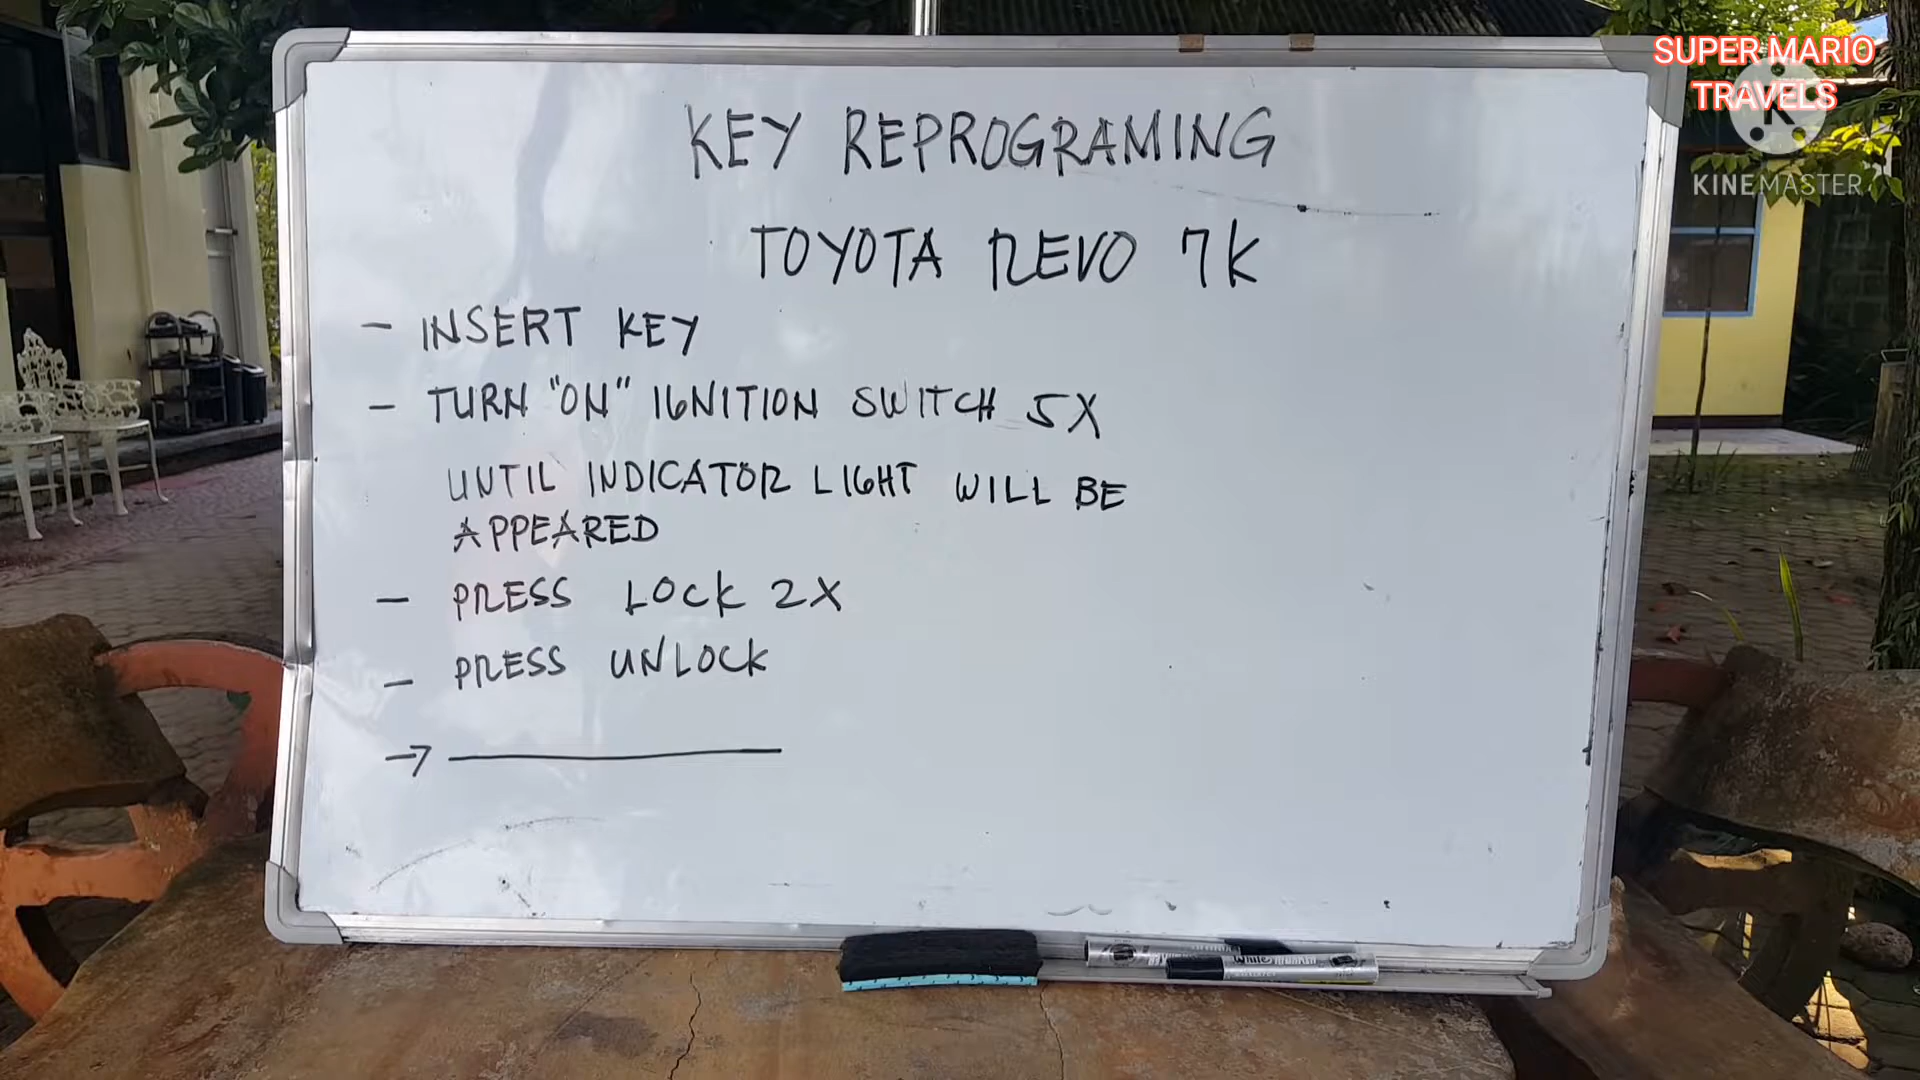 SUPER MARIO
TRAVELS
KINEMASTER
KEY REPROGRAMING
TOYOTA REVO 7K
- INSERT KEY
- TURN "ON" IGNITION SWITCH 5X
UNTIL INDICATOR LIGHT WILL BE
APPEARED
- PRESS LOCK 2X
- PRESS UNLOCK
→